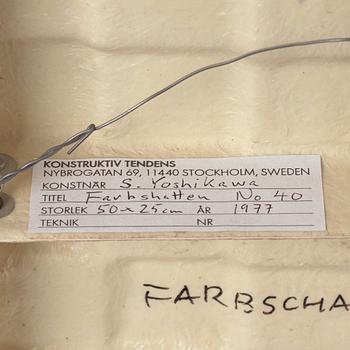 KONSTRUKTIV TENDENS
NYBROGATAN 69, 11440 STOCKHOLM, SWEDEN
KONSTNÄR S. Yoshikawa
TITEL Farbshatten No 40
STORLEK 50 x 25 cm ÅR 1977
TEKNIK NR
FARBSCHA